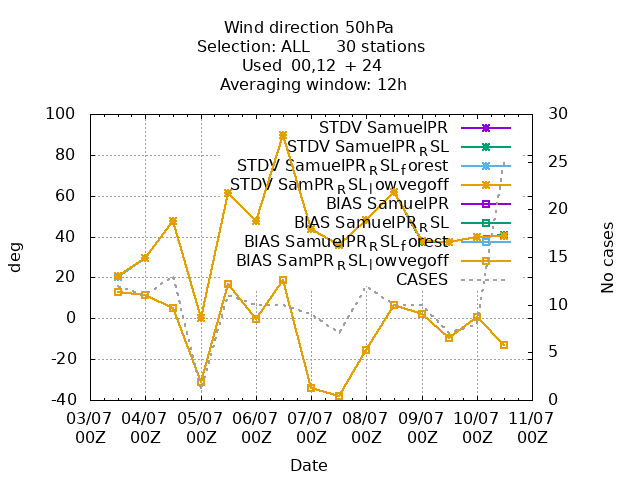 Wind direction 50hPa
Selection: ALL 30 stations
Used 00,12 + 24
Averaging window: 12h
100
80
60
40
20
0
-20
-40
deg
30
25
20
15
10
5
0
No cases
STDV SamuelPR
STDV SamuelPR_RSL
STDV SamuelPR_RSL_forest
STDV SamPR_RSL_lowvegoff
BIAS SamuelPR
BIAS SamuelPR_RSL
BIAS SamuelPR_RSL_forest
BIAS SamPR_RSL_lowvegoff
CASES
03/07 04/07 05/07 06/07 07/07 08/07 09/07 10/07 11/07
00Z 00Z 00Z 00Z 00Z 00Z 00Z 00Z 00Z
Date